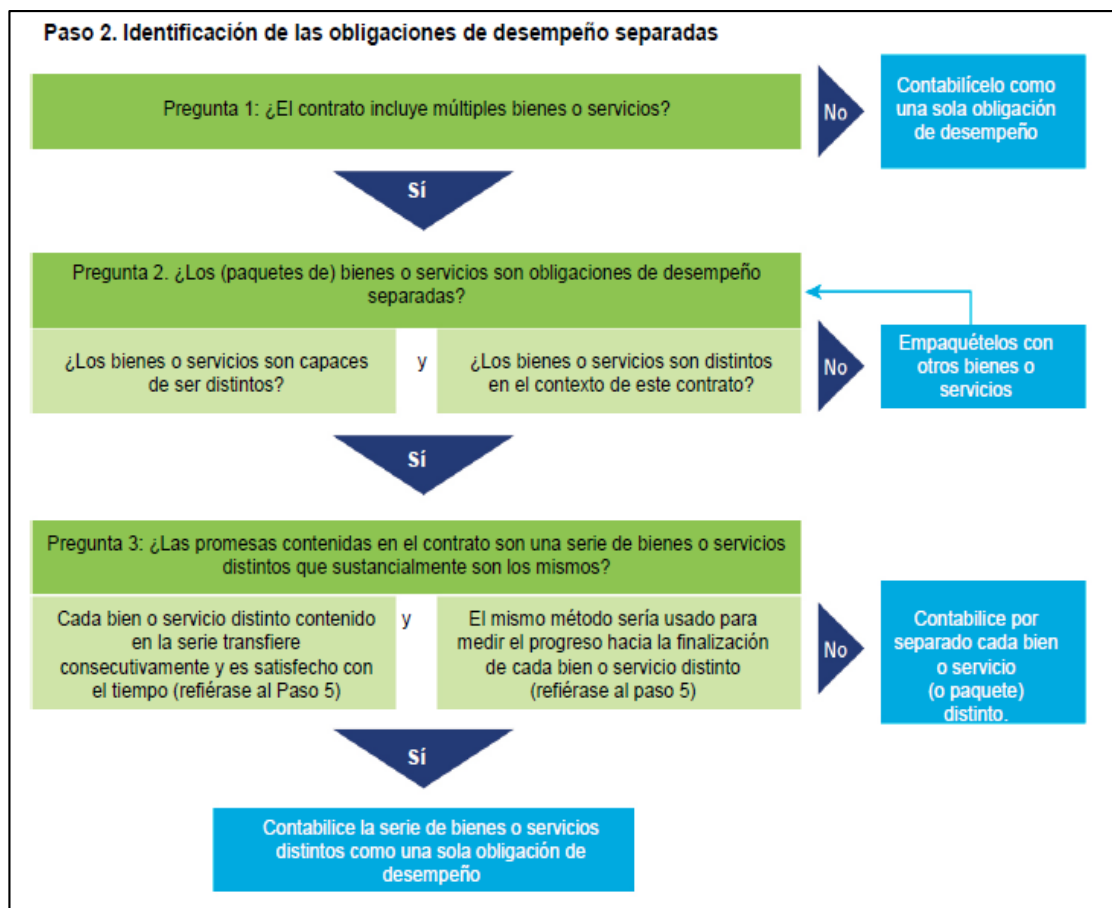 Paso 2. Identificación de las obligaciones de desempeño separadas
Pregunta 1: ¿El contrato incluye múltiples bienes o servicios?
No
Contabilícelo como
una sola obligación
de desempeño
Sí
Pregunta 2. ¿Los (paquetes de) bienes o servicios son obligaciones de desempeño
separadas?
¿Los bienes o servicios son capaces
de ser distintos?
y
¿Los bienes o servicios son distintos
en el contexto de este contrato?
No
Empaquételos con
otros bienes o
servicios
Sí
Pregunta 3: ¿Las promesas contenidas en el contrato son una serie de bienes o servicios
distintos que sustancialmente son los mismos?
Cada bien o servicio distinto contenido
en la serie transfiere
consecutivamente y es satisfecho con
el tiempo (refiérase al Paso 5)
y
El mismo método sería usado para
medir el progreso hacia la finalización
de cada bien o servicio distinto
(refiérase al paso 5)
No
Contabilice por
separado cada bien
o servicio
(o paquete)
distinto.
Sí
Contabilice la serie de bienes o servicios
distintos como una sola obligación de
desempeño